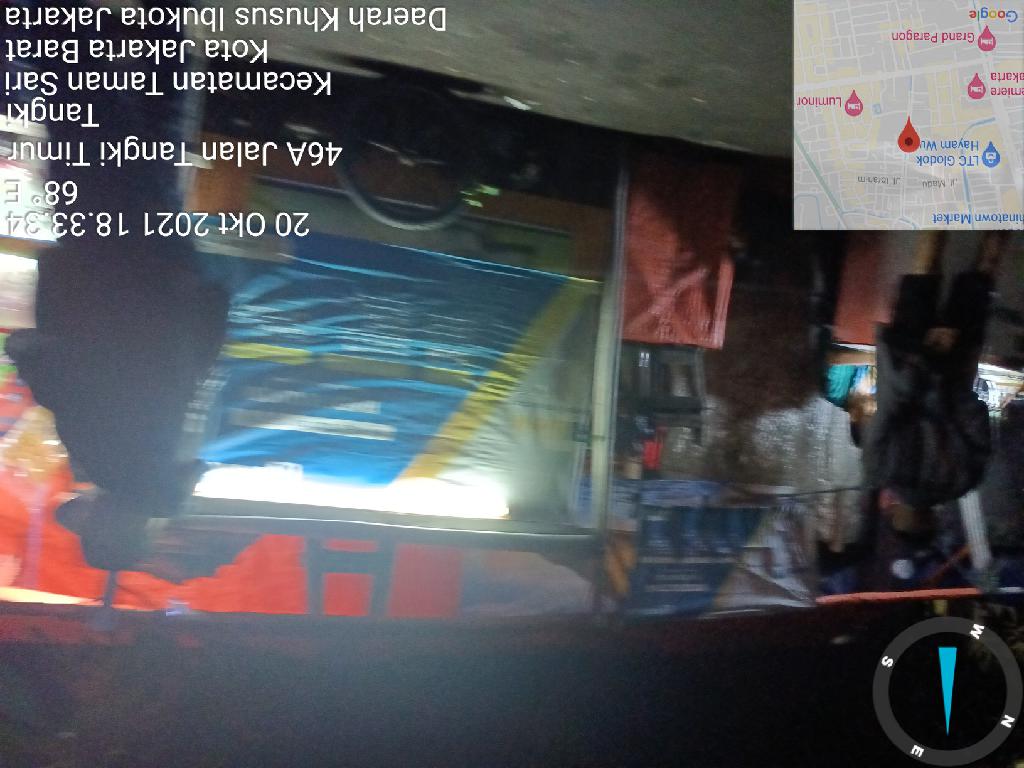 N
E
S
W
20 Okt 2021 18.33.34
68° E
46A Jalan Tangki Timur
Tangki
Kecamatan Taman Sari
Kota Jakarta Barat
Daerah Khusus Ibukota Jakarta
hinatown Market
Jl. Madu
Jl. Ibrahim
LTC Glodok
Hayam Wu
Luminor
emiere
akarta
Grand Paragon
Google